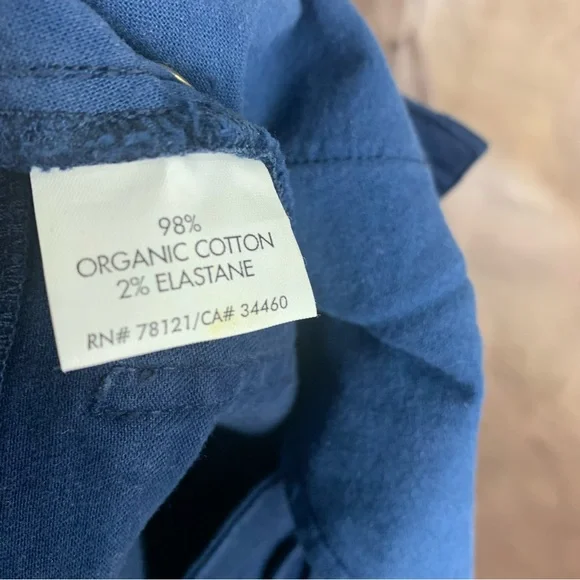 98%
ORGANIC COTTON
2% ELASTANE
RN# 78121/CA# 34460